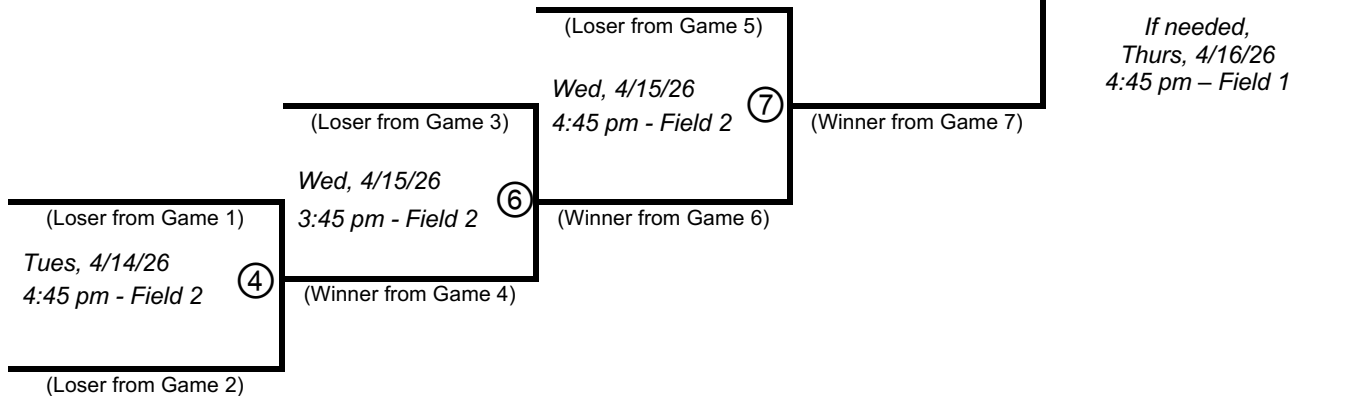 (Loser from Game 5)
If needed,
Thurs, 4/16/26
4:45 pm – Field 1
Wed, 4/15/26
4:45 pm - Field 2
7
(Loser from Game 3)
(Winner from Game 7)
Wed, 4/15/26
3:45 pm - Field 2
6
(Loser from Game 1)
(Winner from Game 6)
Tues, 4/14/26
4:45 pm - Field 2
4
(Winner from Game 4)
(Loser from Game 2)